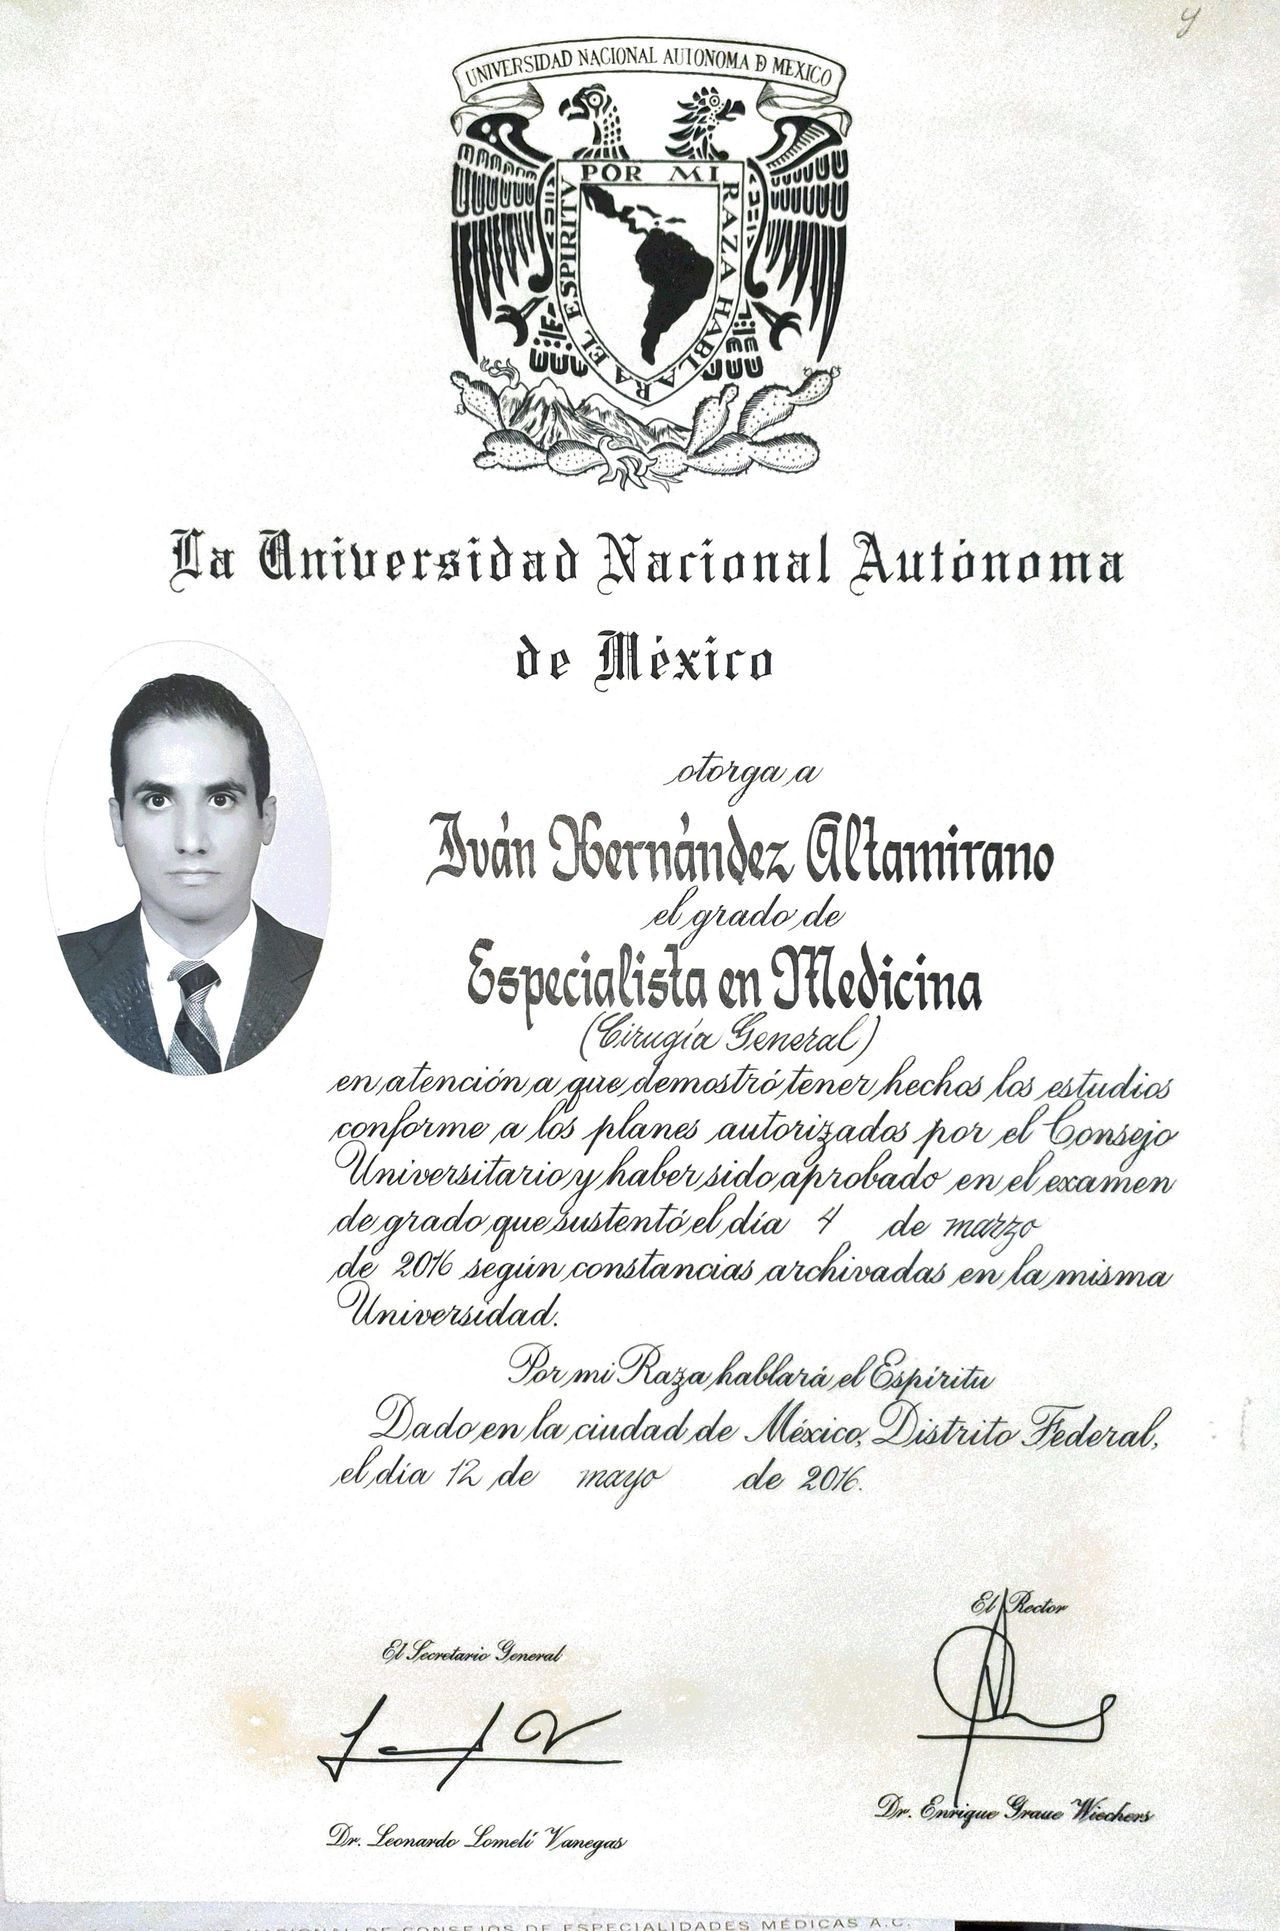 y
UNIVERSIDAD NACIONAL AUTONOMA D MEXICO
POR MI RAZA HABLARA EL ESPIRITU
La Universidad Nacional Autónoma
de México
otorga a
Iván Hernández Altamirano
el grado de
Especialista en Medicina
(Cirugía General)
en atención a que demostró tener hechos los estudios
conforme a los planes autorizados por el Consejo
Universitario y haber sido aprobado en el examen
de grado que sustentó el día 4 de marzo
de 2016 según constancias archivadas en la misma
Universidad.
Por mi Raza hablará el Espíritu
Dado en la ciudad de México, Distrito Federal,
el día 12 de mayo de 2016.
El Rector
El Secretario General
Dr. Enrique Graue Wiechers
Dr. Leonardo Lomelí Vanegas
DE CONSEJOS DE ESPECIALIDADES MÉDICAS A.C.